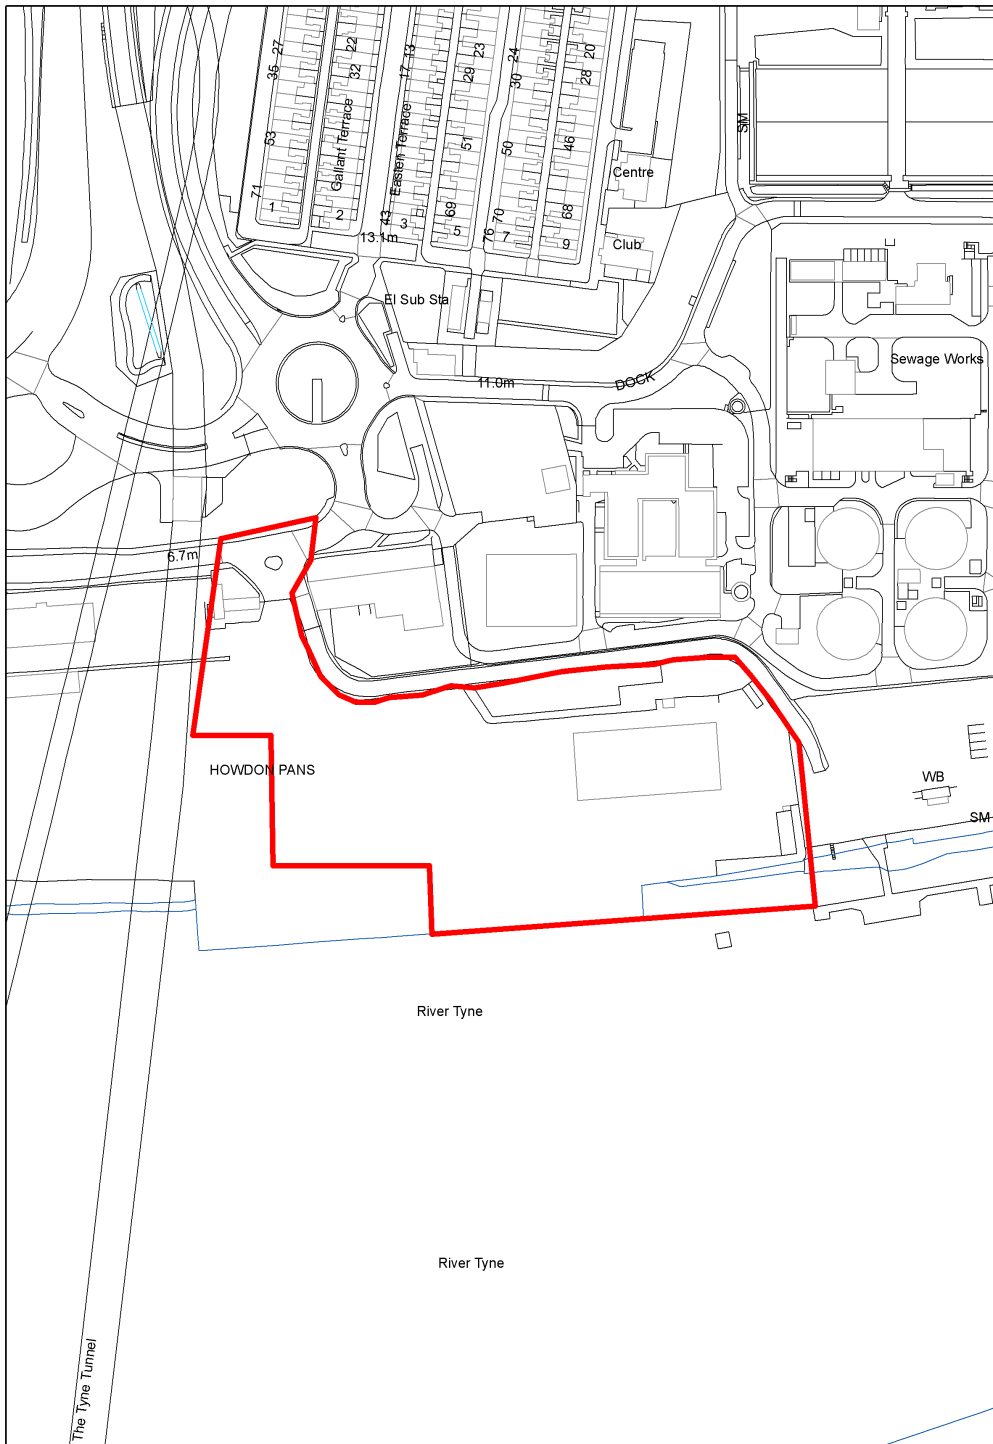 27
22
13
23
24
20
35
32
17
29
30
28
SM
53
Gallant Terrace
Eastern Terrace
51
50
46
Centre
71
1
2
43
3
69
5
76
70
7
68
9
Club
13.1m
El Sub Sta
Sewage Works
11.0m
DOCK
6.7m
HOWDON PANS
WB
SM
River Tyne
River Tyne
The Tyne Tunnel